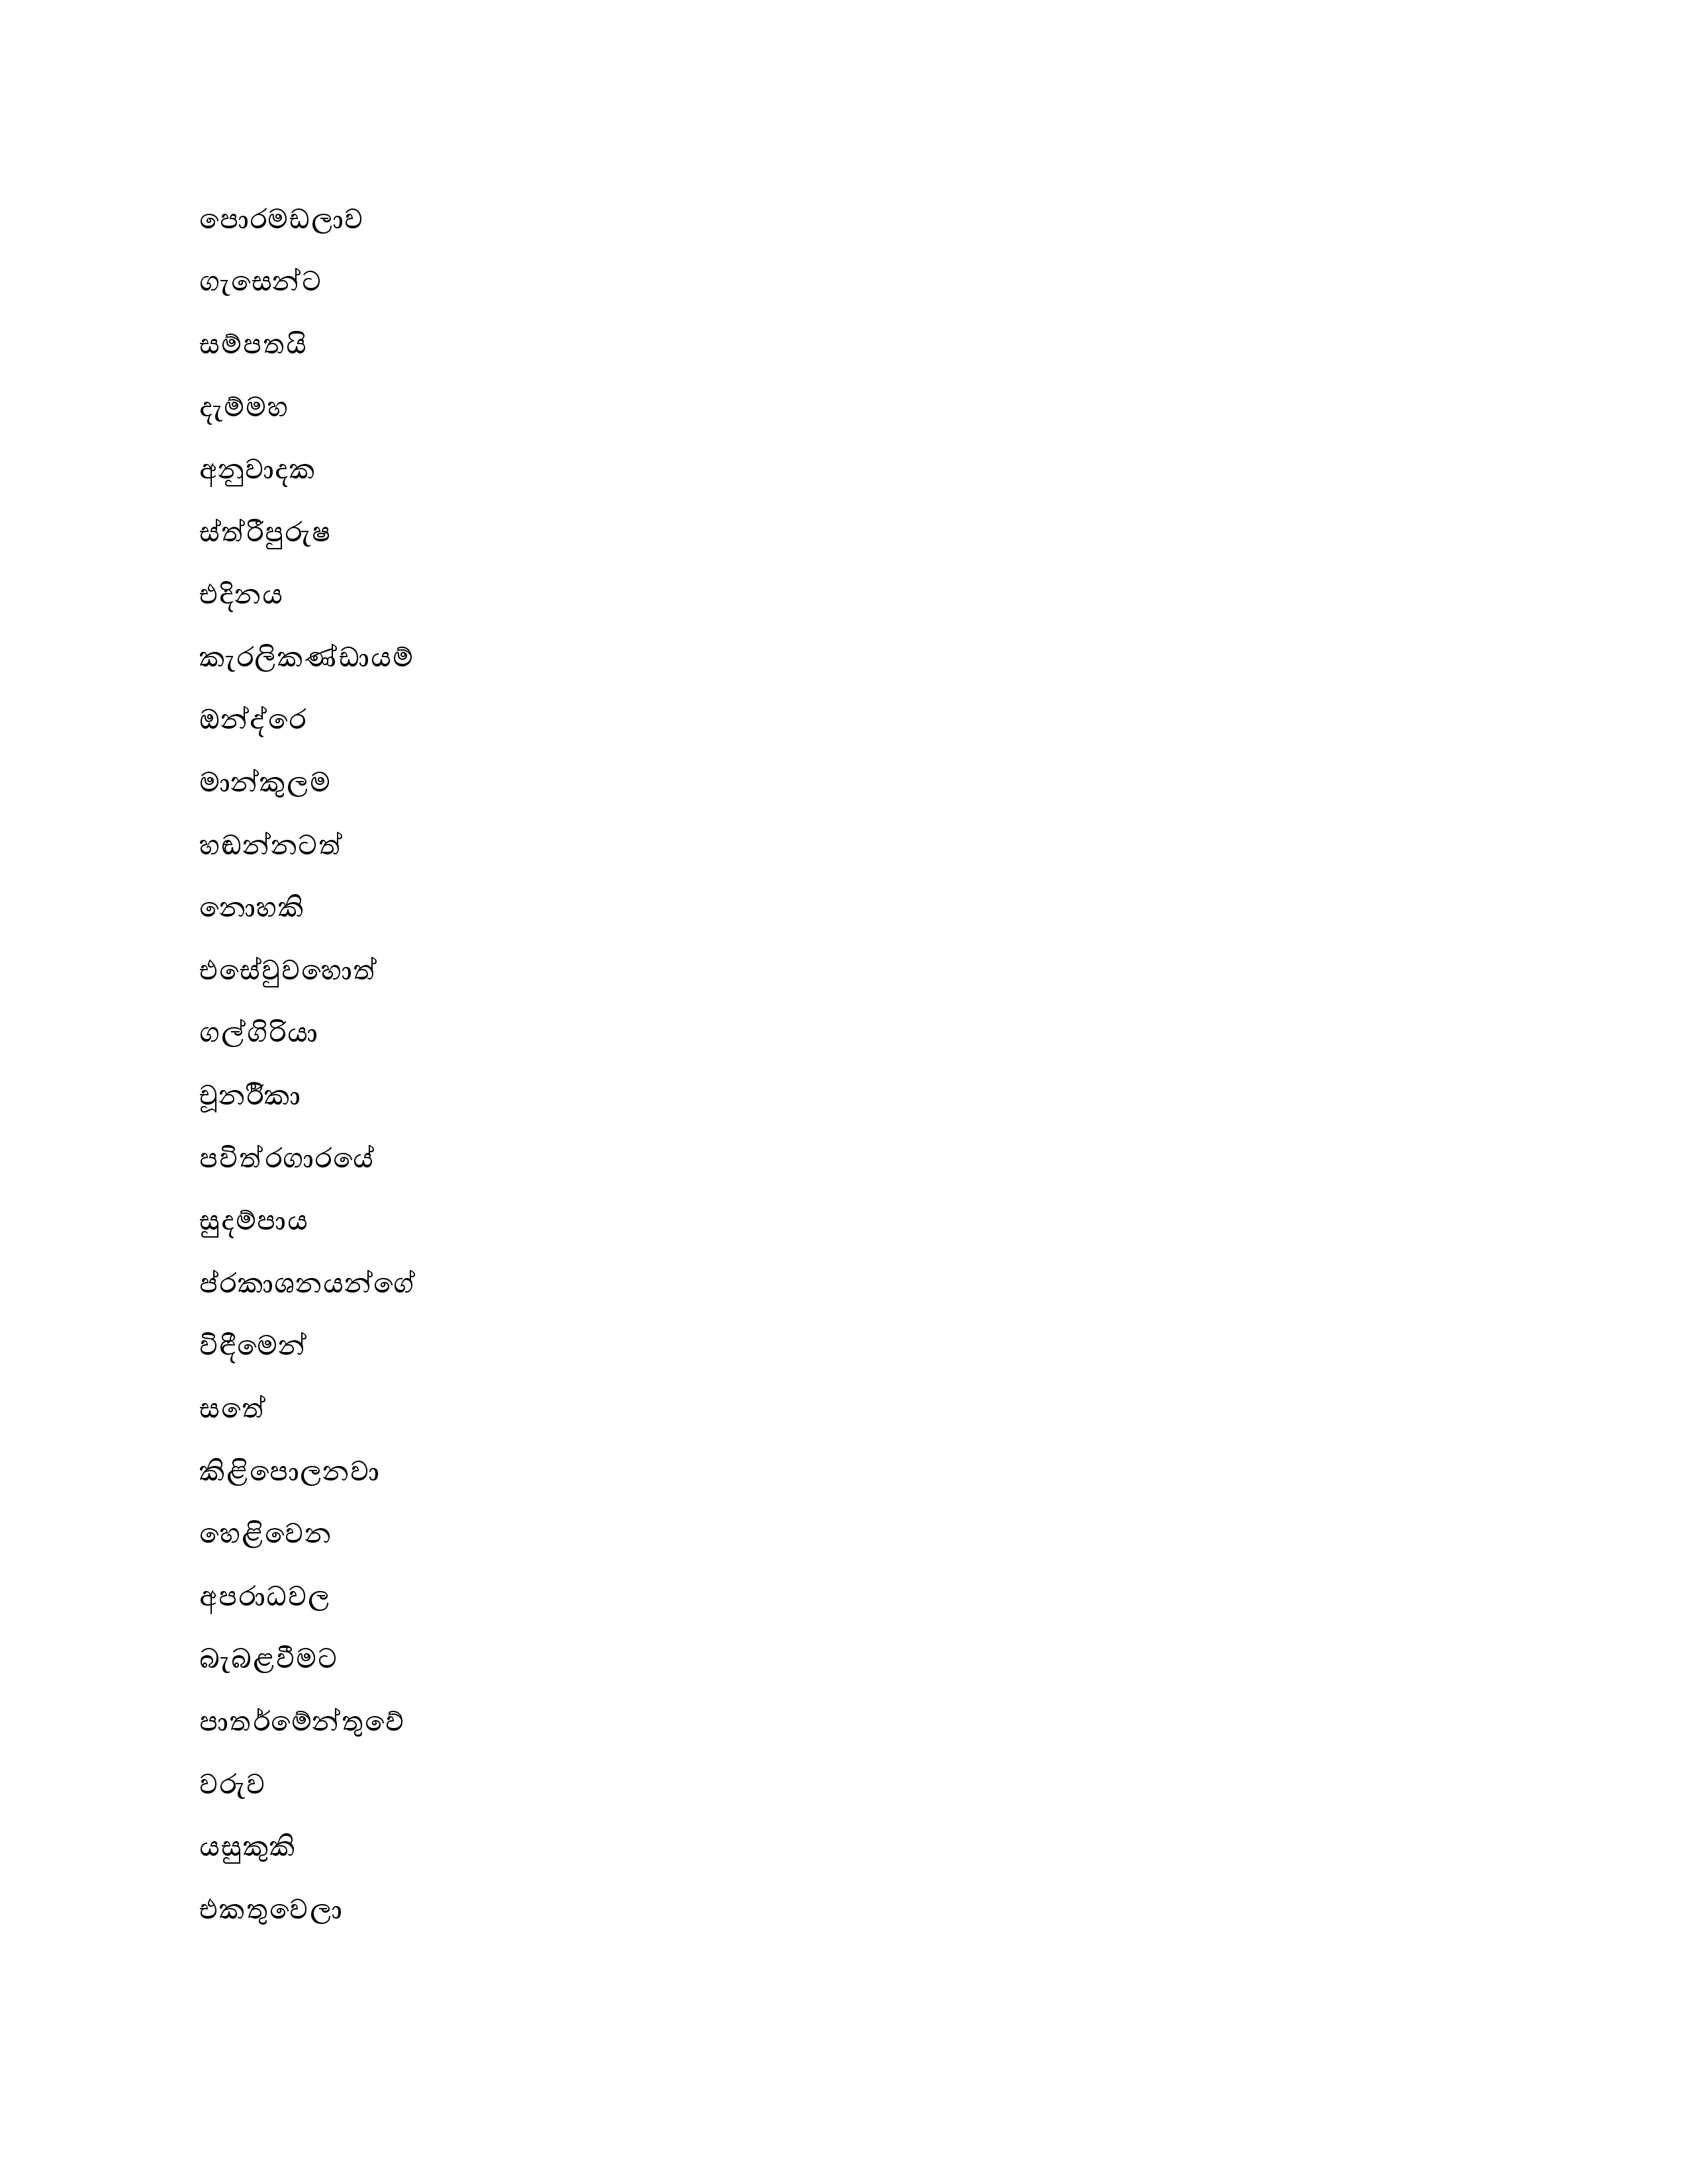 පොරමඩලාව
ගැසෙන්ට
සම්පතයි
දැම්මහ
අනුවාදක
ස්ත්රීපුරුෂ
එදිනය
කැරලිකණ්ඩායම්
ඔන්ද්රෙ
මාන්කුලම
හඬන්නටත්
නොහකි
එසේවුවහොත්
ගල්ගිරියා
චූනර්‍ිකා
පවිත්රගාරයේ
සුදම්පාය
ප්රකාශනයන්ගේ
විඳීමෙන්
සතේ
කිළිපොලනවා
හෙළිවෙන
අපරාධවල
බැබළවීමට
පාතර්මේන්තුවේ
වරුව
යසුකුකි
එකතුවෙලා